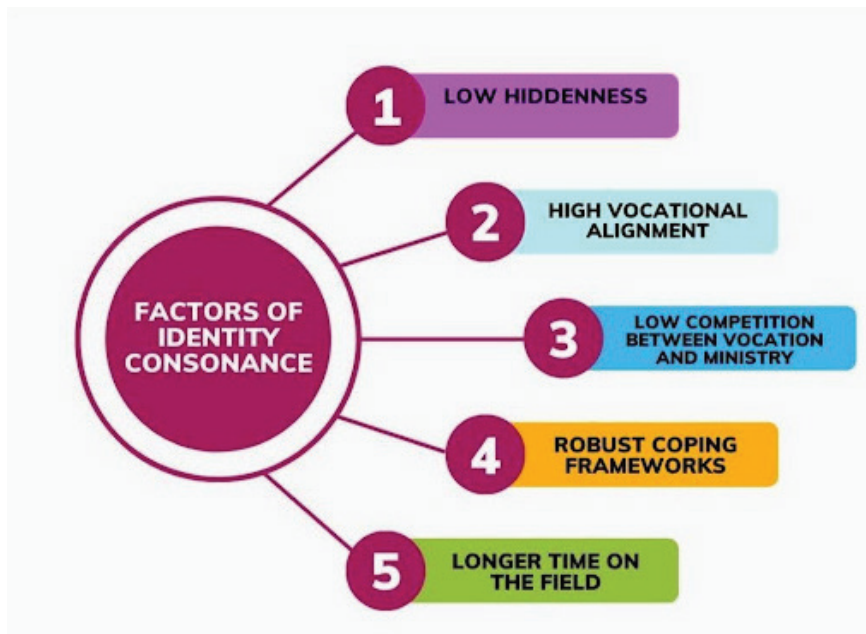 FACTORS OF
IDENTITY
CONSONANCE
1
LOW HIDDENNESS
2
HIGH VOCATIONAL
ALIGNMENT
3
LOW COMPETITION
BETWEEN VOCATION
AND MINISTRY
4
ROBUST COPING
FRAMEWORKS
5
LONGER TIME ON
THE FIELD